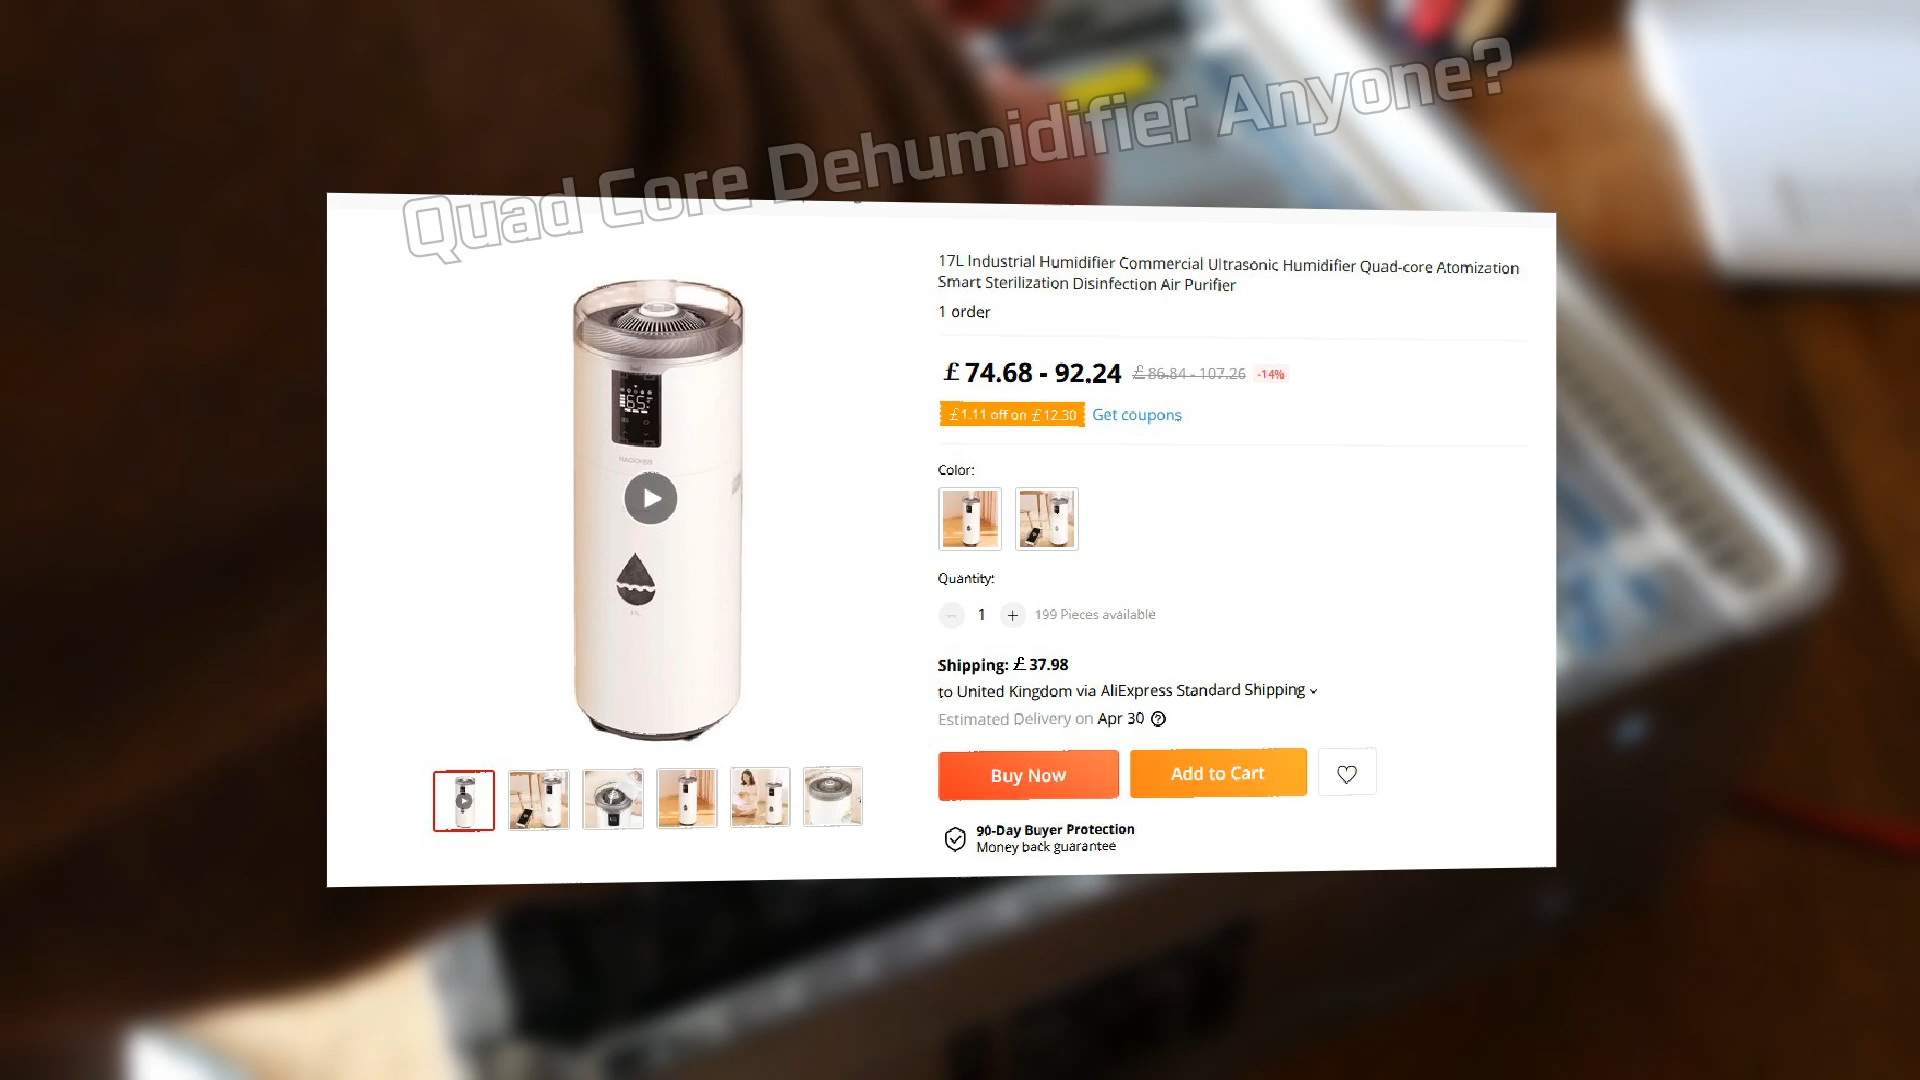 Quad Core Dehumidifier Anyone?
17L Industrial Humidifier Commercial Ultrasonic Humidifier Quad-core Atomization
Smart Sterilization Disinfection Air Purifier
1 order
£ 74.68 - 92.24 £ 86.84 - 107.26 -14%
£ 1.11 off on £ 12.30 Get coupons
65
Color:
Quantity:
1 199 Pieces available
Shipping: £ 37.98
to United Kingdom via AliExpress Standard Shipping
Estimated Delivery on Apr 30
Buy Now Add to Cart
90-Day Buyer Protection
Money back guarantee